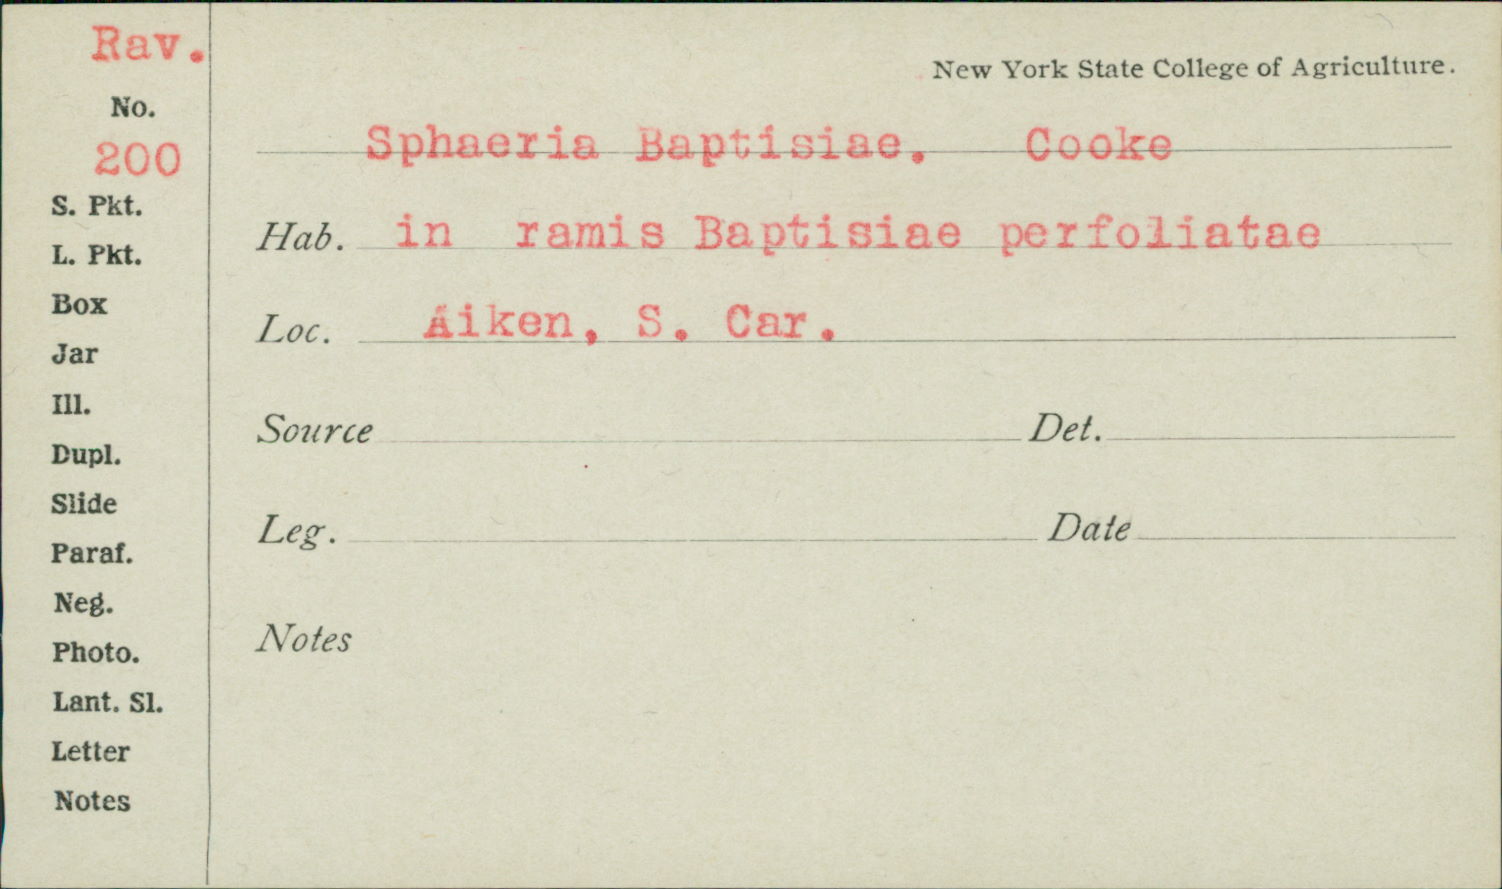 Rav.
No.
200
S. Pkt.
L. Pkt.
Box
Jar
Ill.
Dupl.
Slide
Paraf.
Neg.
Photo.
Lant. Sl.
Letter
Notes
New York State College of Agriculture.
Sphaeria Baptisiae. Cooke
Hab. in ramis Baptisiae perfoliatae
Loc. Aiken, S. Car.
Source Det.
Leg. Date
Notes